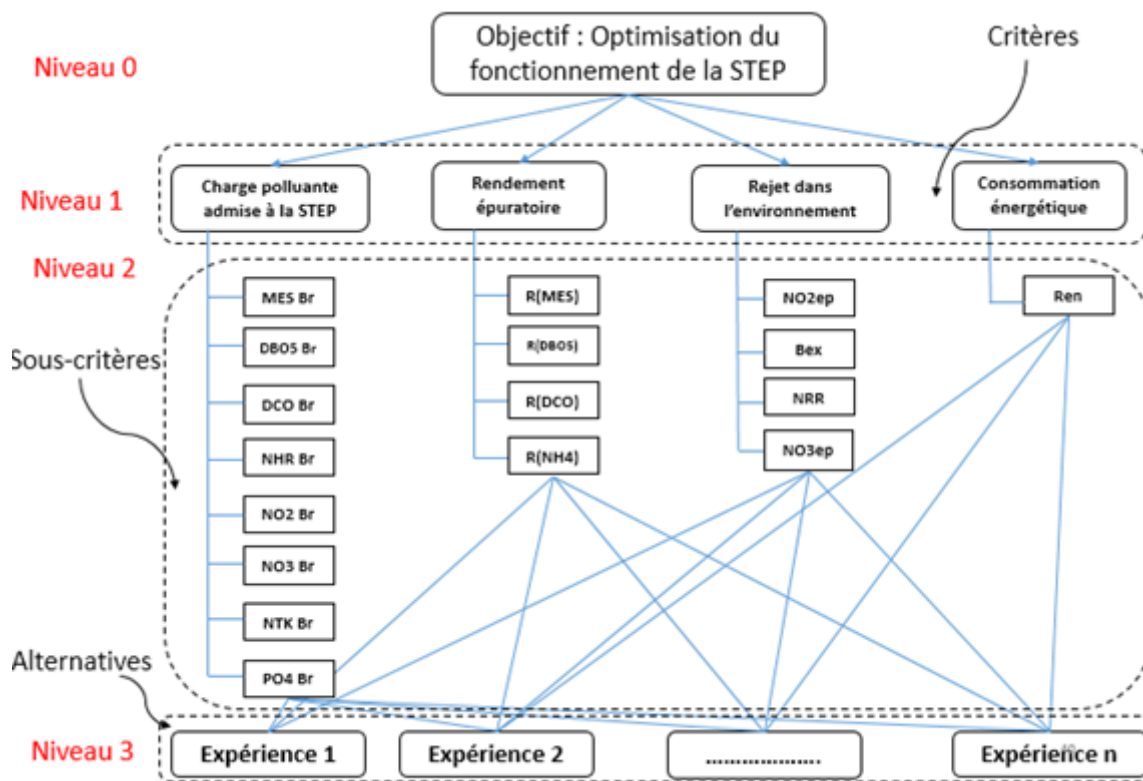 Objectif : Optimisation du
fonctionnement de la STEP
Critères
Niveau 0
Niveau 1
Charge polluante
admise à la STEP
Rendement
épuratoire
Rejet dans
l'environnement
Consommation
énergétique
Niveau 2
Sous-critères
MES Br
DBO5 Br
DCO Br
NHR Br
NO2 Br
NO3 Br
NTK Br
PO4 Br
R(MES)
R(DBO5)
R(DCO)
R(NH4)
NO2ep
Bex
NRR
NO3ep
Ren
Alternatives
Niveau 3
Expérience 1
Expérience 2
………………….
Expérience n